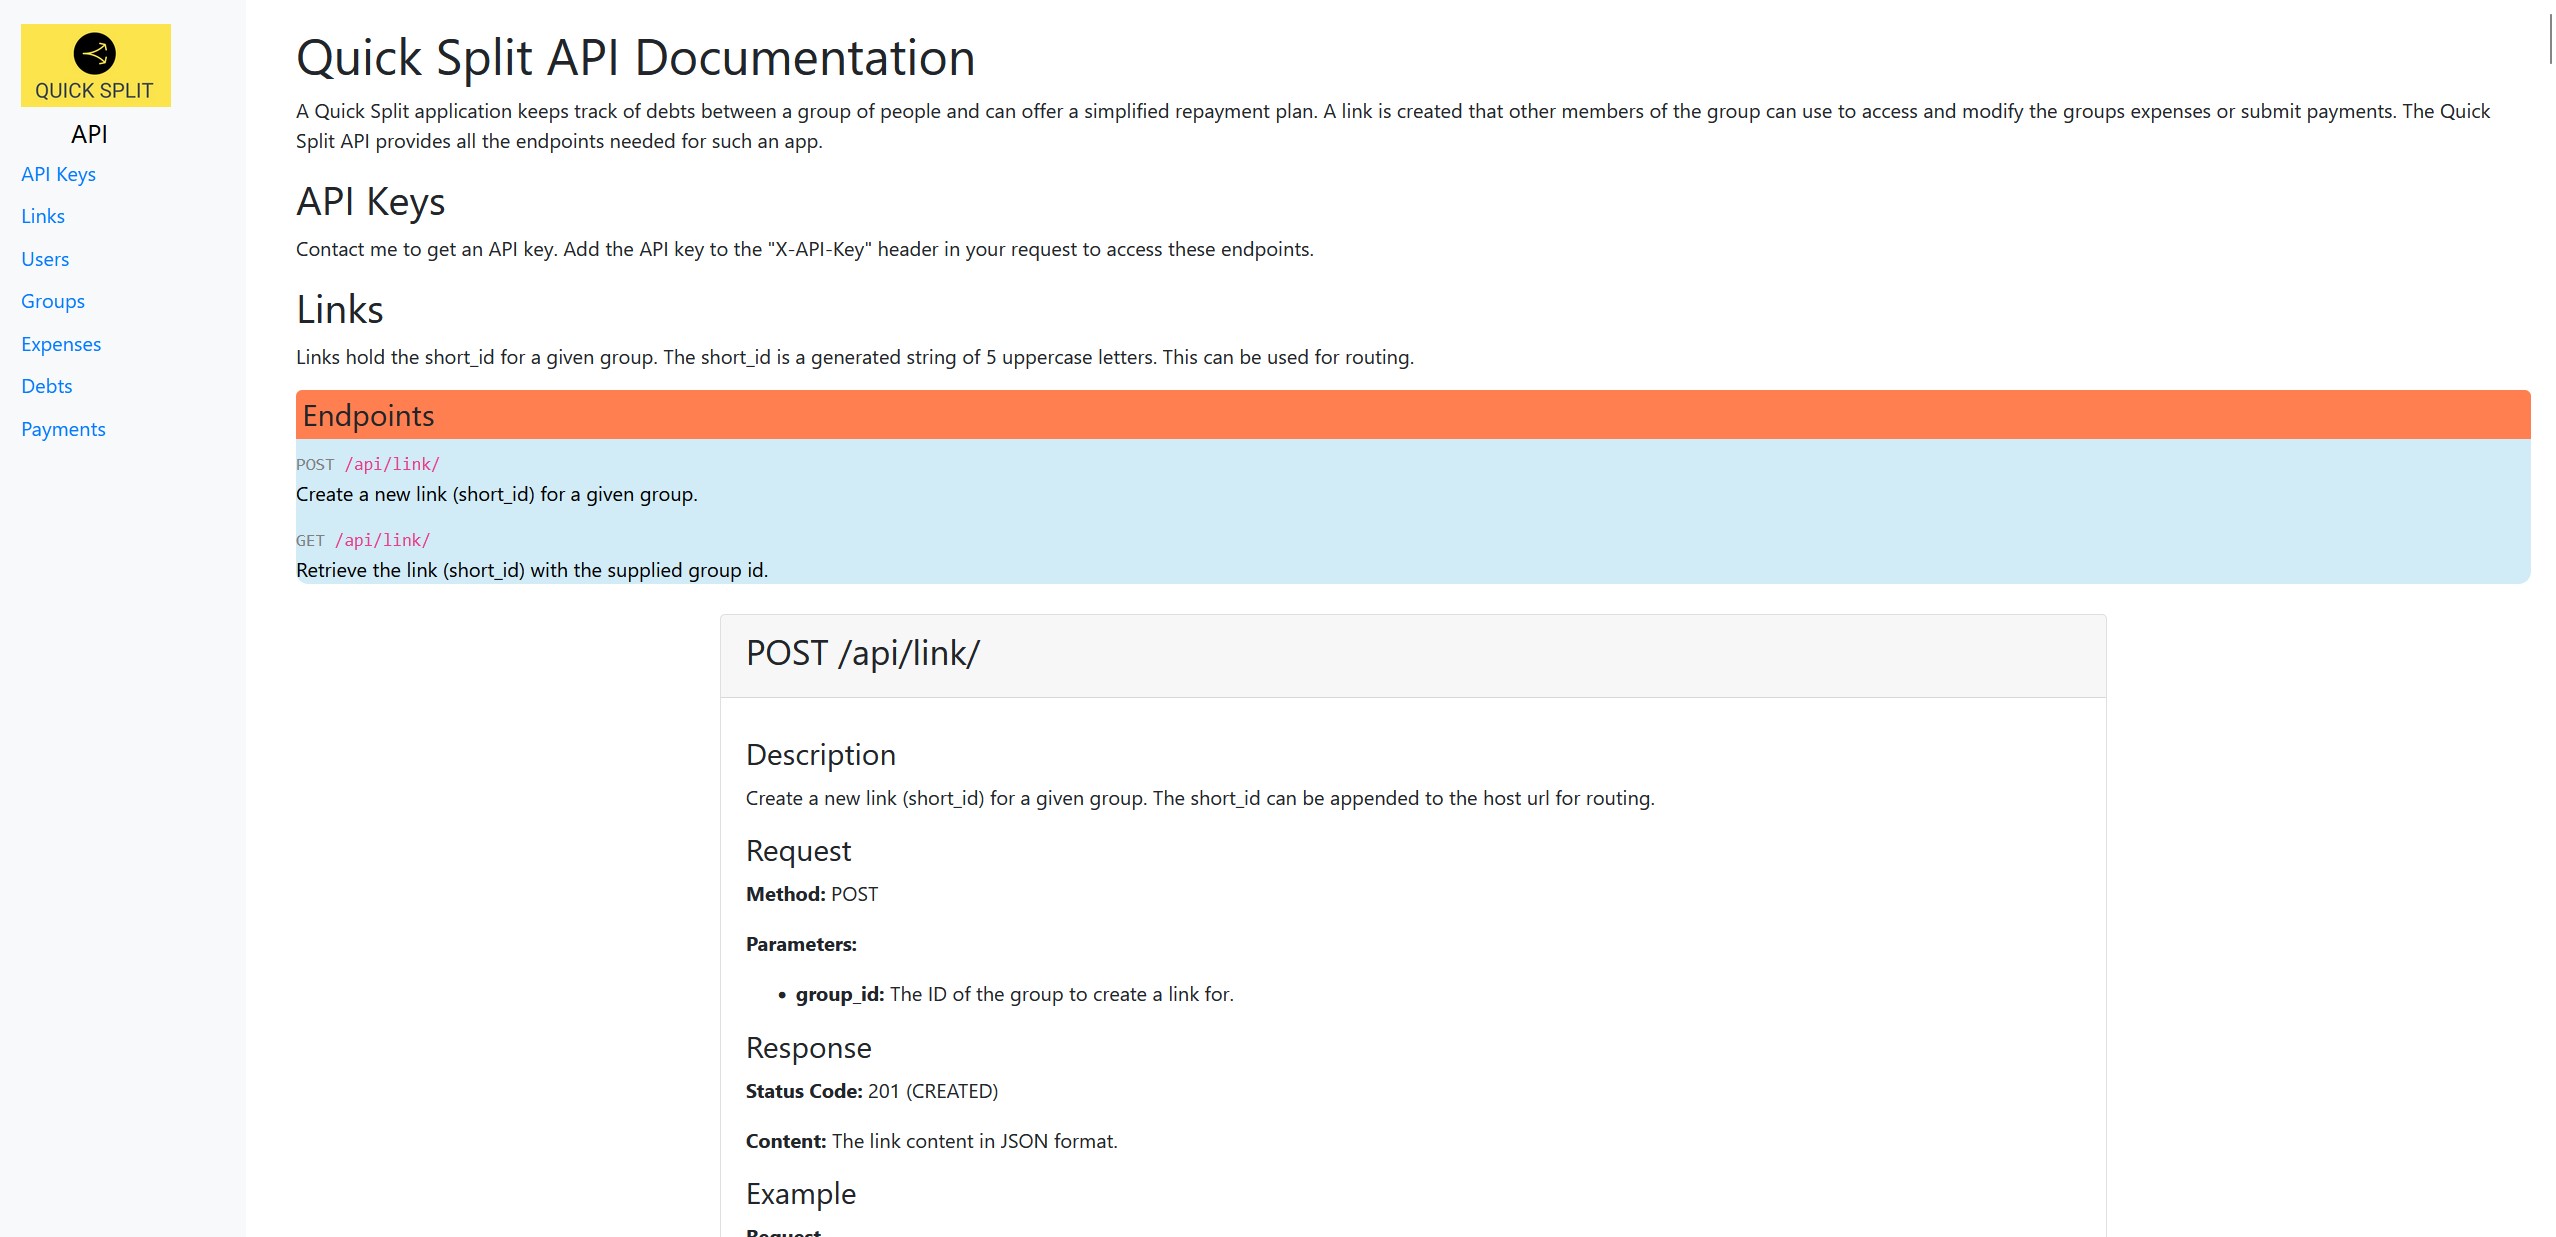 QUICK SPLIT
API
API Keys
Links
Users
Groups
Expenses
Debts
Payments
Quick Split API Documentation
A Quick Split application keeps track of debts between a group of people and can offer a simplified repayment plan. A link is created that other members of the group can use to access and modify the groups expenses or submit payments. The Quick
Split API provides all the endpoints needed for such an app.
API Keys
Contact me to get an API key. Add the API key to the "X-API-Key" header in your request to access these endpoints.
Links
Links hold the short_id for a given group. The short_id is a generated string of 5 uppercase letters. This can be used for routing.
Endpoints
POST /api/link/
Create a new link (short_id) for a given group.
GET /api/link/
Retrieve the link (short_id) with the supplied group id.
POST /api/link/
Description
Create a new link (short_id) for a given group. The short_id can be appended to the host url for routing.
Request
Method: POST
Parameters:
• group_id: The ID of the group to create a link for.
Response
Status Code: 201 (CREATED)
Content: The link content in JSON format.
Example
Request